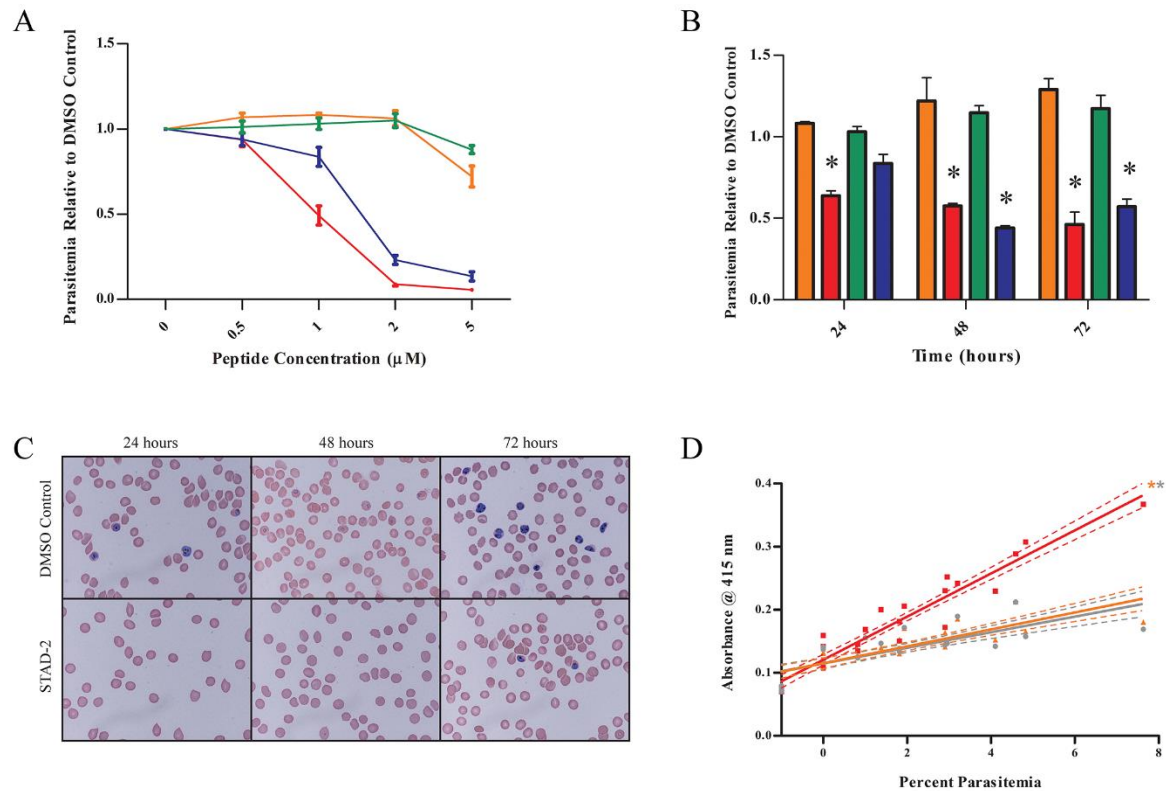 A
Parasitemia Relative to DMSO Control
1.5
1.0
0.5
0.0
0
0.5
1
2
5
Peptide Concentration (μM)
B
Parasitemia Relative to DMSO Control
1.5
1.0
0.5
0.0
*
*
*
*
*
24
48
72
Time (hours)
C
24 hours
48 hours
72 hours
DMSO Control
STAD-2
D
Absorbance @ 415 nm
0.4
0.3
0.2
0.1
0.0
**
0
2
4
6
8
Percent Parasitemia